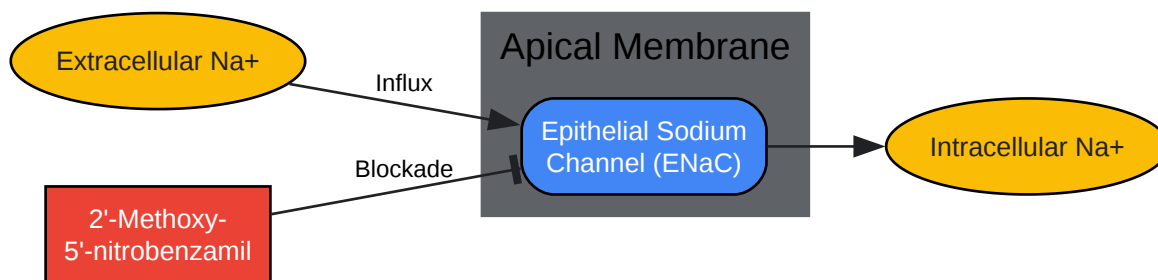 Extracellular Na+
Influx
Apical Membrane
Epithelial Sodium
Channel (ENaC)
Intracellular Na+
Blockade
2'-Methoxy-
5'-nitrobenzamil